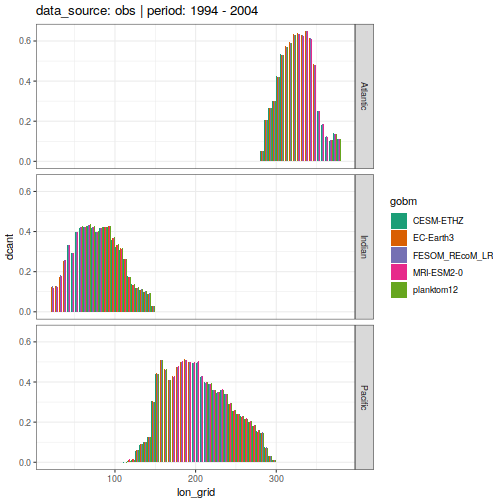 data_source: obs | period: 1994 - 2004
0.6
0.4
0.2
0.0
Atlantic
0.6
0.4
0.2
0.0
Indian
0.6
0.4
0.2
0.0
Pacific
100
200
300
lon_grid
dcant
gobm
CESM-ETHZ
EC-Earth3
FESOM_REcoM_LR
MRI-ESM2-0
planktom12